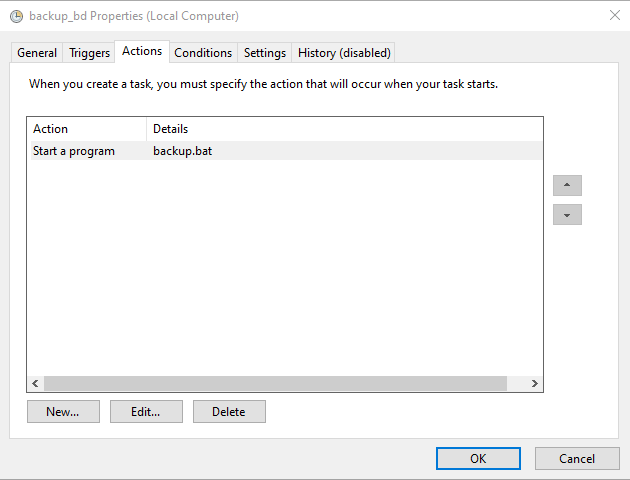 backup_bd Properties (Local Computer)
General Triggers Actions Conditions Settings History (disabled)
When you create a task, you must specify the action that will occur when your task starts.
Action Details
Start a program backup.bat
New... Edit... Delete
OK Cancel